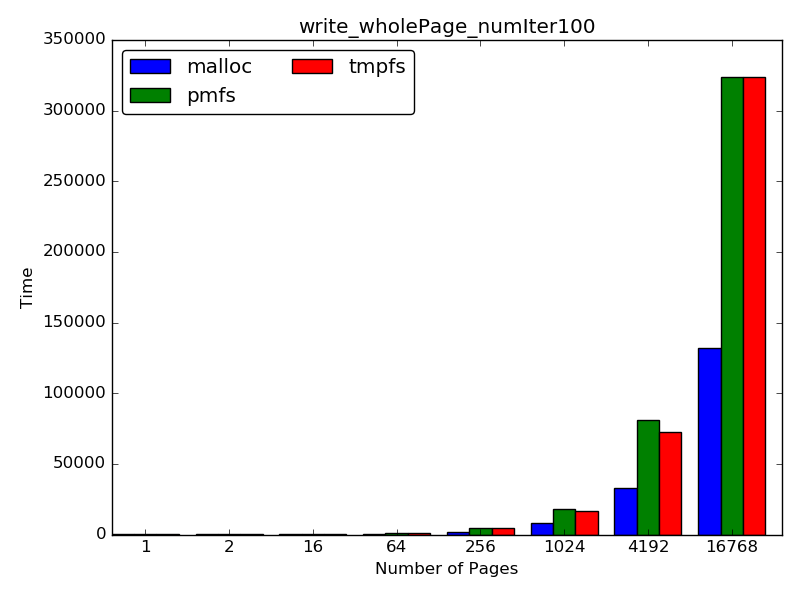 write_wholePage_numIter100
malloc
tmpfs
pmfs
350000
300000
250000
200000
150000
100000
50000
0
Time
1 2 16 64 256 1024 4192 16768
Number of Pages